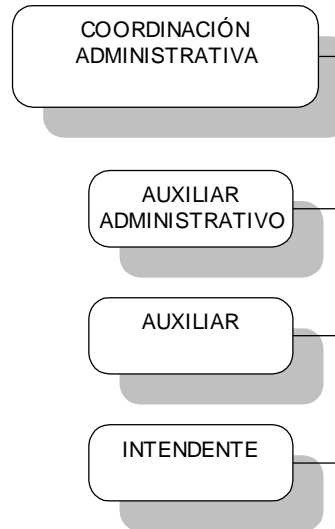 COORDINACIÓN
ADMINISTRATIVA
AUXILIAR
ADMINISTRATIVO
AUXILIAR
INTENDENTE